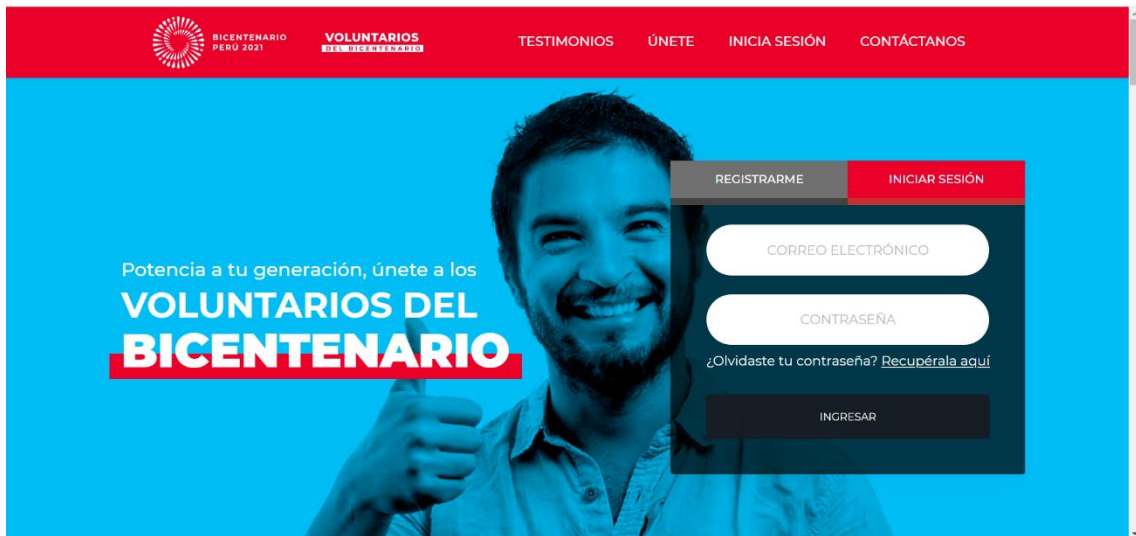 BICENTENARIO
PERÚ 2021
VOLUNTARIOS
DEL BICENTENARIO
TESTIMONIOS
ÚNETE
INICIA SESIÓN
CONTÁCTANOS
Potencia a tu generación, únete a los
VOLUNTARIOS DEL
BICENTENARIO
REGISTRARME
INICIAR SESIÓN
CORREO ELECTRÓNICO
CONTRASEÑA
¿Olvidaste tu contraseña? Recupérala aquí
INGRESAR